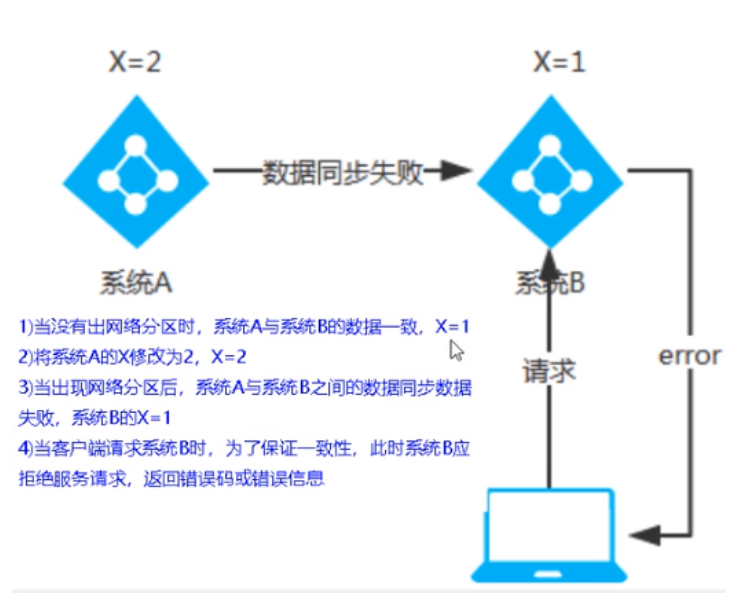 X=2
X=1
数据同步失败
系统A
系统B
1)当没有出网络分区时，系统A与系统B的数据一致，X=1
2)将系统A的X修改为2，X=2
3)当出现网络分区后，系统A与系统B之间的数据同步数据
失败，系统B的X=1
4)当客户端请求系统B时，为了保证一致性，此时系统B应
拒绝服务请求，返回错误码或错误信息
请求
error